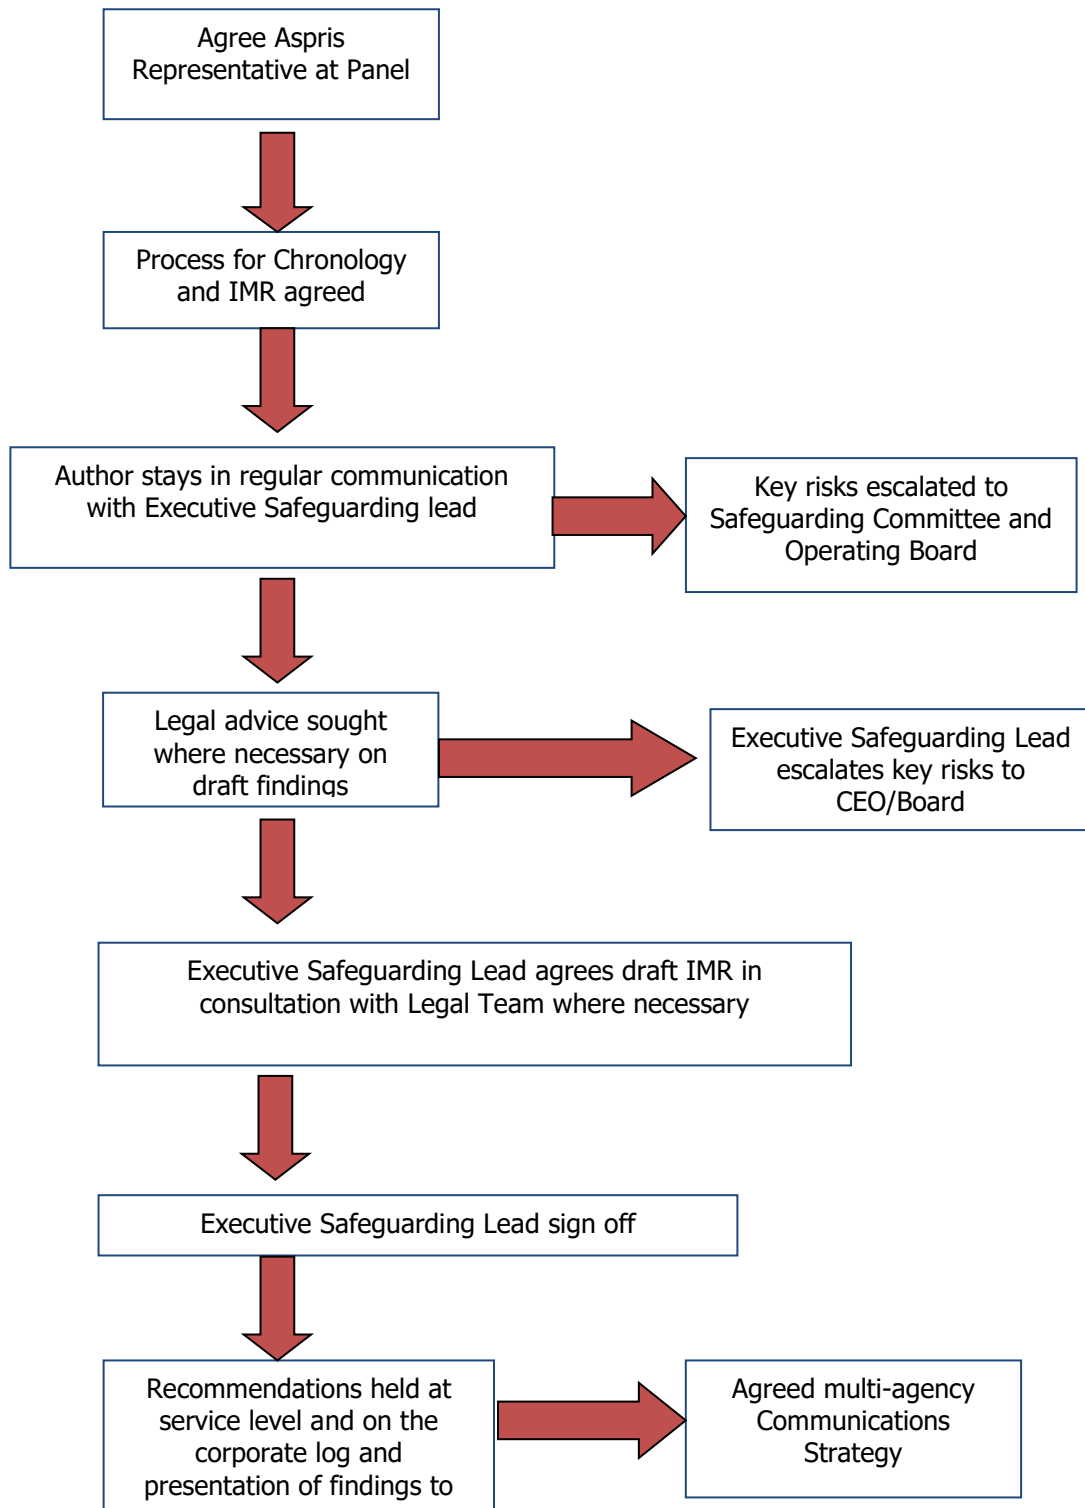 Agree Aspris
Representative at Panel
Process for Chronology
and IMR agreed
Author stays in regular communication
with Executive Safeguarding lead
Key risks escalated to
Safeguarding Committee and
Operating Board
Legal advice sought
where necessary on
draft findings
Executive Safeguarding Lead
escalates key risks to
CEO/Board
Executive Safeguarding Lead agrees draft IMR in
consultation with Legal Team where necessary
Executive Safeguarding Lead sign off
Recommendations held at
service level and on the
corporate log and
presentation of findings to
Agreed multi-agency
Communications
Strategy